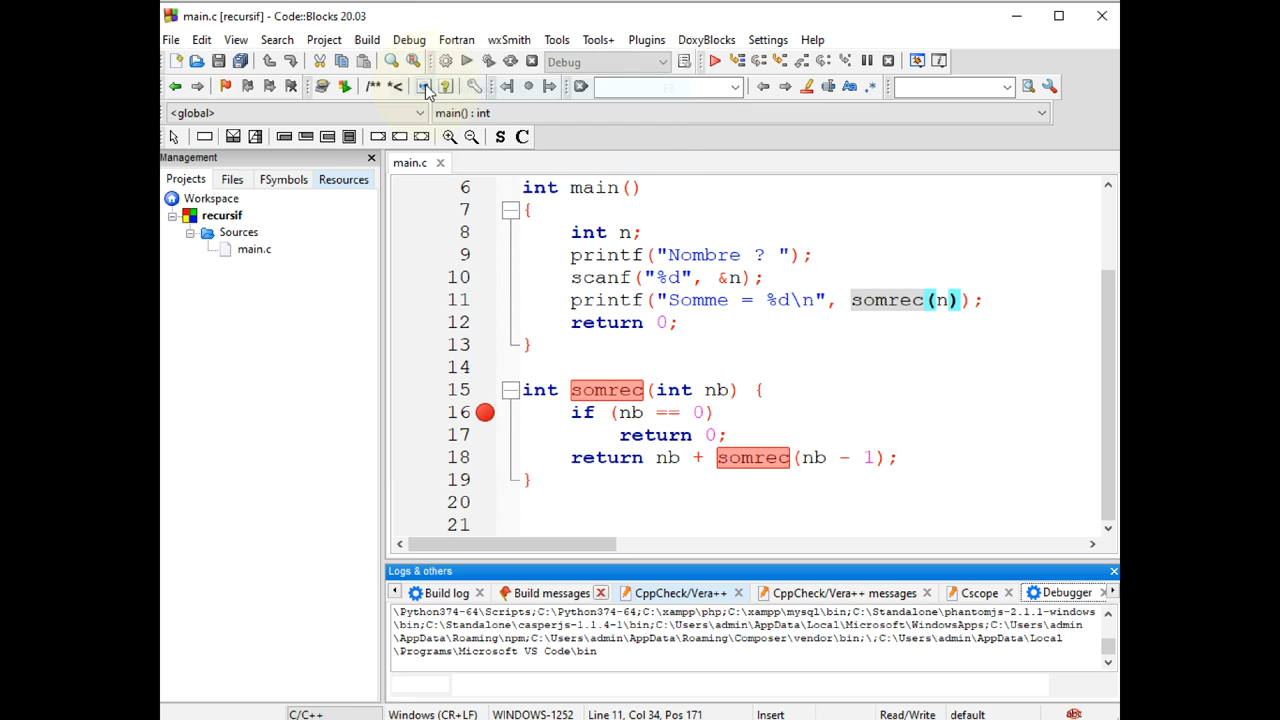 main.c [recursif] - Code::Blocks 20.03
File Edit View Search Project Build Debug Fortran wxSmith Tools Tools+ Plugins DoxyBlocks Settings Help
Debug
/** *<
.*
<global> main() : int
S C
Management
main.c
Projects Files FSymbols Resources
Workspace
recursif
Sources
main.c
6 int main()
7 {
8 int n;
9 printf("Nombre ? ");
10 scanf("%d", &n);
11 printf("Somme = %d\n", somrec(n));
12 return 0;
13 }
14
15 int somrec(int nb) {
16 if (nb == 0)
17 return 0;
18 return nb + somrec(nb - 1);
19 }
20
21
Logs & others
Build log Build messages CppCheck/Vera++ CppCheck/Vera++ messages Cscope Debugger
\Python374-64\Scripts;C:\Python374-64;C:\xampp\php;C:\xampp\mysql\bin;C:\Standalone\phantomjs-2.1.1-windows
\bin;C:\Standalone\casperjs-1.1.4-1\bin;C:\Users\admin\AppData\Local\Microsoft\WindowsApps;C:\Users\admin
\AppData\Roaming\npm;C:\Users\admin\AppData\Roaming\Composer\vendor\bin;\;C:\Users\admin\AppData\Local
\Programs\Microsoft VS Code\bin
C/C++ Windows (CR+LF) WINDOWS-1252 Line 11, Col 34, Pos 171 Insert Read/Write default